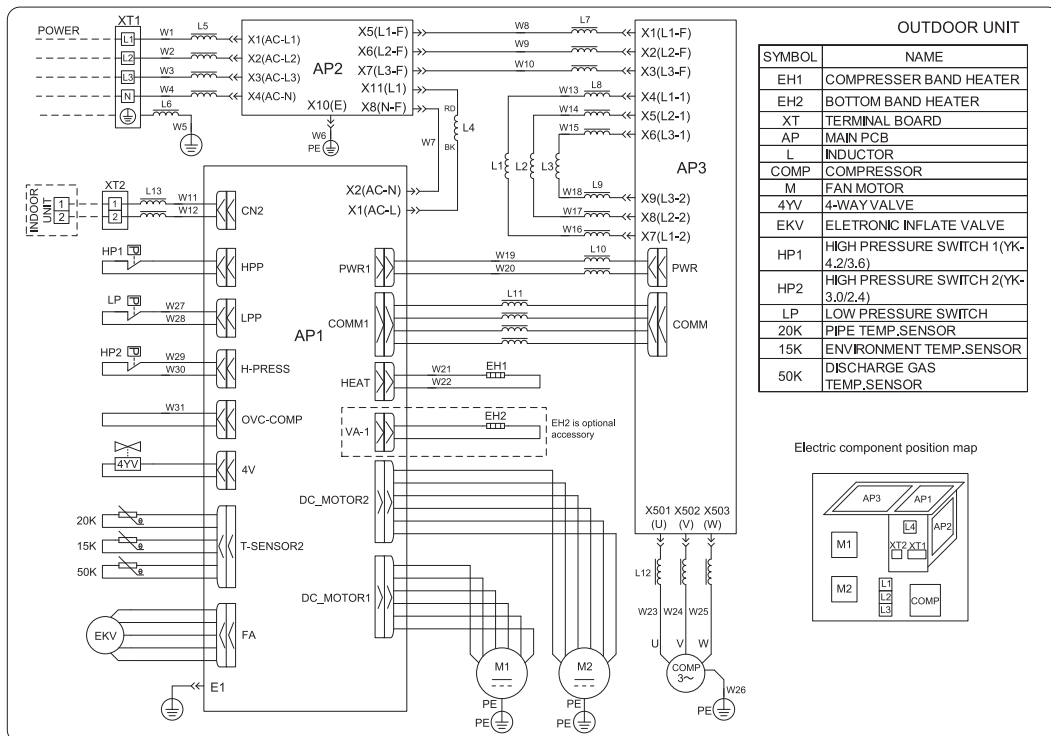 POWER
XT1
L1
L2
L3
N
W1
W2
W3
W4
W5
L5
L6
X1(AC-L1)
X2(AC-L2)
X3(AC-L3)
X4(AC-N)
AP2
X5(L1-F)
X6(L2-F)
X7(L3-F)
X11(L1)
X10(E)
X8(N-F)
W6
PE
RD
BK
L4
W7
W8
W9
W10
L7
X1(L1-F)
X2(L2-F)
X3(L3-F)
W13
L8
W14
W15
X4(L1-1)
X5(L2-1)
X6(L3-1)
L1
L2
L3
AP3
W18
L9
W17
W16
X9(L3-2)
X8(L2-2)
X7(L1-2)
INDOOR UNIT
1
2
XT2
1
2
L13
W11
W12
CN2
X2(AC-N)
X1(AC-L)
HP1
P
HPP
LP
P
W27
W28
LPP
HP2
P
W29
W30
H-PRESS
W31
OVC-COMP
4YV
4V
20K
15K
50K
θ
θ
θ
T-SENSOR2
EKV
FA
E1
AP1
PWR1
W19
W20
L10
PWR
COMM1
L11
COMM
HEAT
W21
W22
EH1
VA-1
EH2
EH2 is optional
accessory
DC_MOTOR2
DC_MOTOR1
M1
M2
PE
PE
PE
PE
X501
(U)
X502
(V)
X503
(W)
L12
W23
W24
W25
U
V
W
COMP
3~
W26
PE
OUTDOOR UNIT
SYMBOL NAME
EH1 COMPRESSER BAND HEATER
EH2 BOTTOM BAND HEATER
XT TERMINAL BOARD
AP MAIN PCB
L INDUCTOR
COMP COMPRESSOR
M FAN MOTOR
4YV 4-WAY VALVE
EKV ELETRONIC INFLATE VALVE
HP1 HIGH PRESSURE SWITCH 1(YK-
4.2/3.6)
HP2 HIGH PRESSURE SWITCH 2(YK-
3.0/2.4)
LP LOW PRESSURE SWITCH
20K PIPE TEMP.SENSOR
15K ENVIRONMENT TEMP.SENSOR
50K DISCHARGE GAS
TEMP.SENSOR
Electric component position map
AP3
AP1
AP2
L4
XT2
XT1
M1
M2
L1
L2
L3
COMP